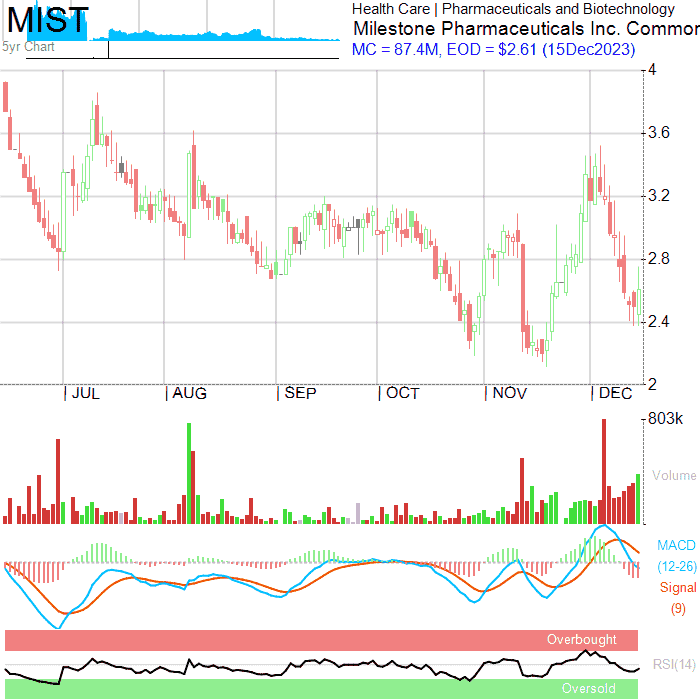 MIST
5yr Chart
Health Care | Pharmaceuticals and Biotechnology
Milestone Pharmaceuticals Inc. Common
MC = 87.4M, EOD = $2.61 (15Dec2023)
4
3.6
3.2
2.8
2.4
2
JUL AUG SEP OCT NOV DEC
803k
Volume
MACD
(12-26)
Signal
(9)
Overbought
RSI(14)
Oversold